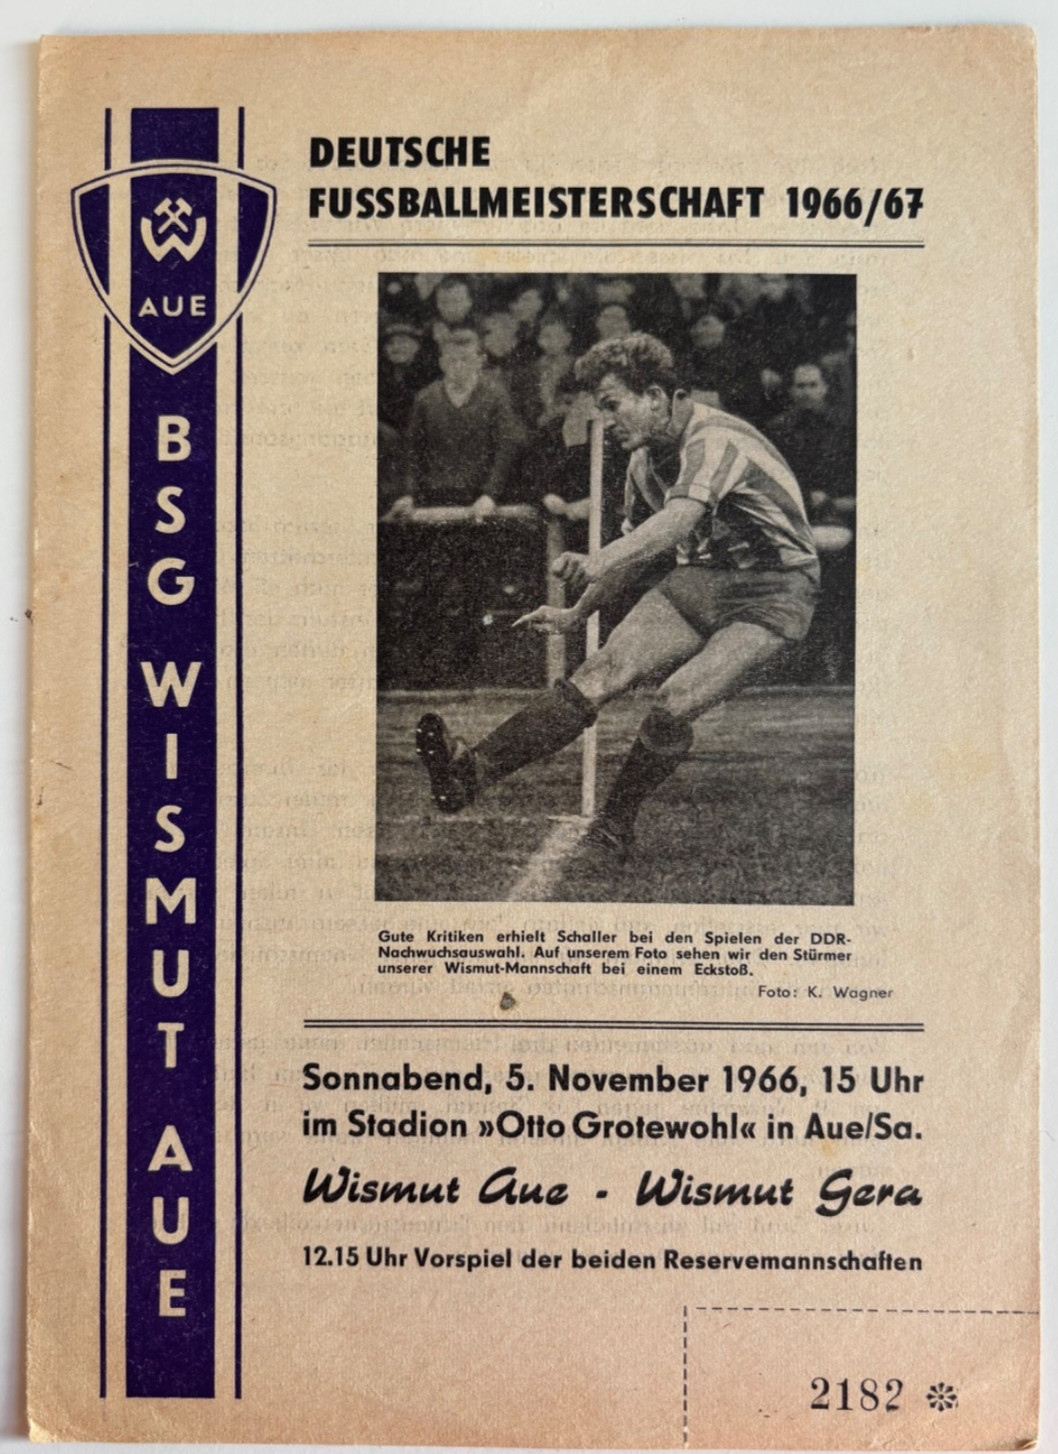 W
AUE
BSG WISMUT AUE
DEUTSCHE
FUSSBALLMEISTERSCHAFT 1966/67
Gute Kritiken erhielt Schaller bei den Spielen der DDR-
Nachwuchsauswahl. Auf unserem Foto sehen wir den Stürmer
unserer Wismut-Mannschaft bei einem Eckstoß.
Foto: K. Wagner
Sonnabend, 5. November 1966, 15 Uhr
im Stadion »Otto Grotewohl« in Aue/Sa.
Wismut Aue - Wismut Gera
12.15 Uhr Vorspiel der beiden Reservemannschaften
2182